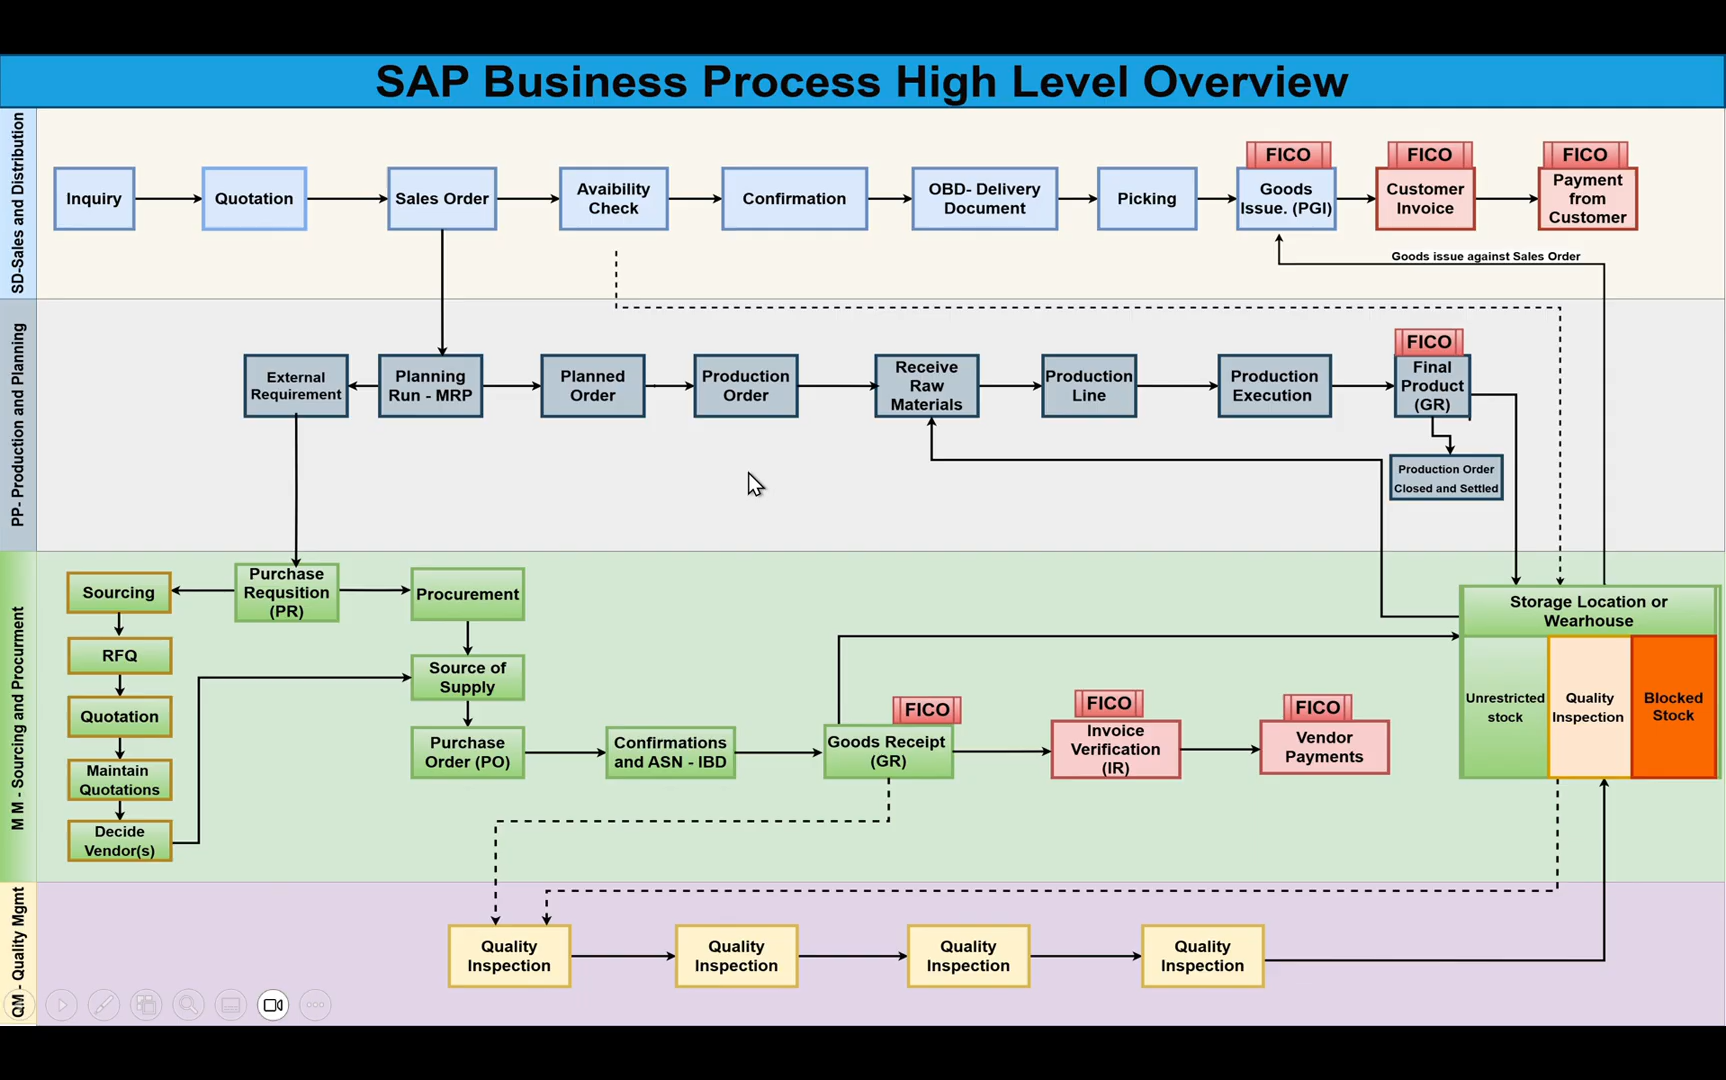 SAP Business Process High Level Overview
SD-Sales and Distribution
FICO
FICO
FICO
Inquiry
Quotation
Sales Order
Avaibility
Check
Confirmation
OBD- Delivery
Document
Picking
Goods
Issue. (PGI)
Customer
Invoice
Payment
from
Customer
Goods issue against Sales Order
PP- Production and Planning
FICO
External
Requirement
Planning
Run - MRP
Planned
Order
Production
Order
Receive
Raw
Materials
Production
Line
Production
Execution
Final
Product
(GR)
Production Order
Closed and Settled
M M - Sourcing and Procurment
Sourcing
Purchase
Requsition
(PR)
Procurement
RFQ
Source of
Supply
Quotation
Maintain
Quotations
Decide
Vendor(s)
Purchase
Order (PO)
Confirmations
and ASN - IBD
FICO
Goods Receipt
(GR)
FICO
Invoice
Verification
(IR)
FICO
Vendor
Payments
Storage Location or
Wearhouse
Unrestricted
stock
Quality
Inspection
Blocked
Stock
QM - Quality Mgmt
Quality
Inspection
Quality
Inspection
Quality
Inspection
Quality
Inspection